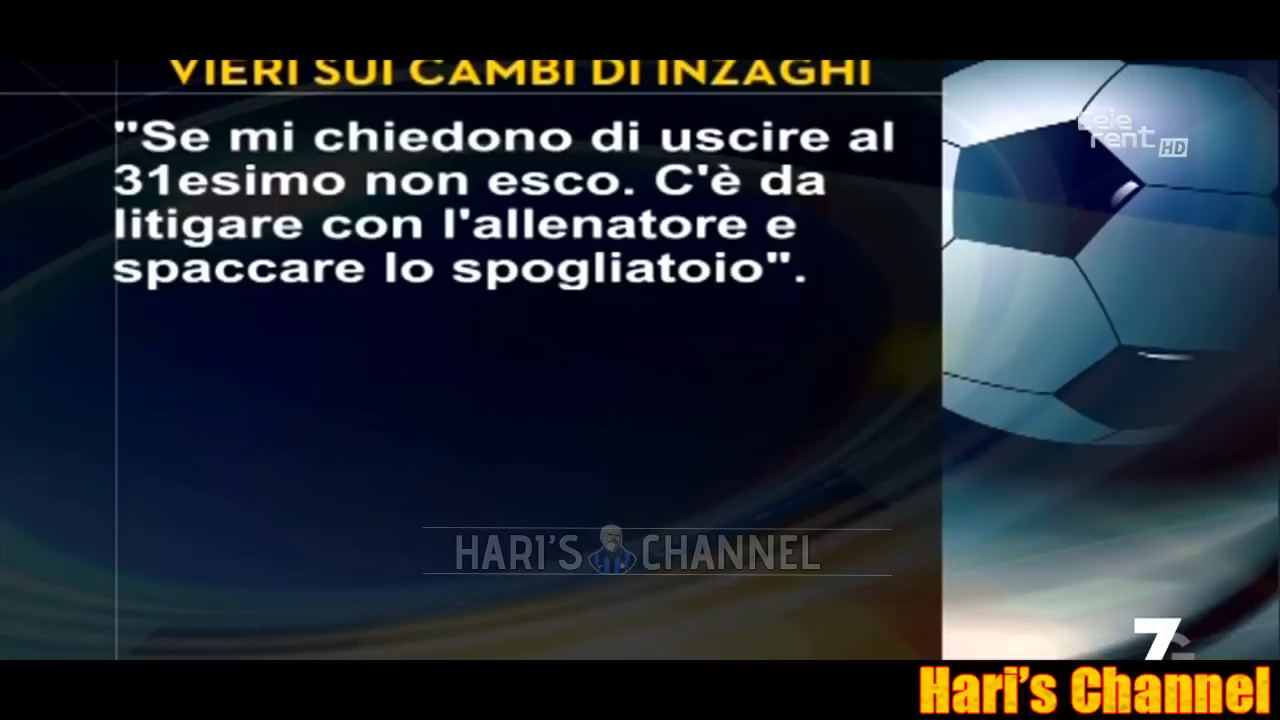 VIERI SUI CAMBI DI INZAGHI
"Se mi chiedono di uscire al
31esimo non esco. C'è da
litigare con l'allenatore e
spaccare lo spogliatoio".
tele
rent HD
HARI'S CHANNEL
7G
Hari's Channel